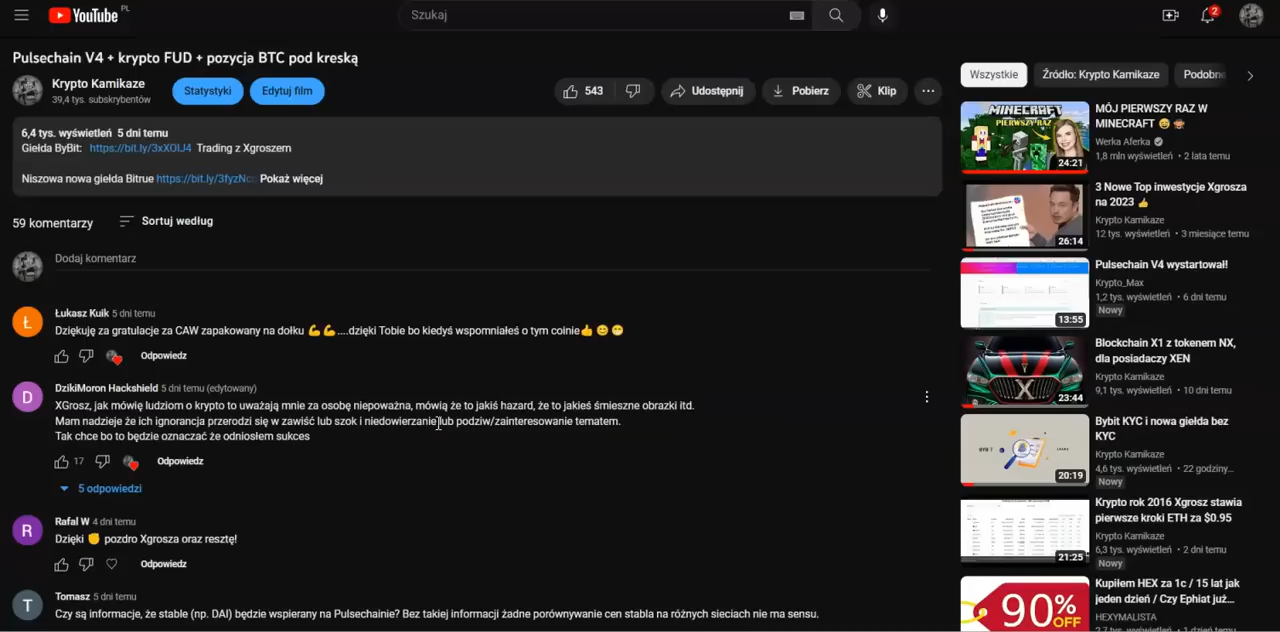 YouTube PL
Szukaj
2
Pulsechain V4 + krypto FUD + pozycja BTC pod kreską
Krypto Kamikaze
39,4 tys. subskrybentów
Statystyki
Edytuj film
543
Udostępnij
Pobierz
Klip
6,4 tys. wyświetleń 5 dni temu
Giełda ByBit: https://bit.ly/3xXOIJ4 Trading z Xgroszem
Niszowa nowa giełda Bitrue https://bit.ly/3fyzNc Pokaż więcej
59 komentarzy
Sortuj według
Dodaj komentarz
Ł
Łukasz Kuik 5 dni temu
Dziękuję za gratulacje za CAW zapakowany na dołku 💪💪....dzięki Tobie bo kiedyś wspomniałeś o tym coinie👍😊😁
Odpowiedz
D
DzikiMoron Hackshield 5 dni temu (edytowany)
XGrosz, jak mówię ludziom o krypto to uważają mnie za osobę niepoważna, mówią że to jakiś hazard, że to jakieś śmieszne obrazki itd.
Mam nadzieje że ich ignorancja przerodzi się w zawiść lub szok i niedowierzanie lub podziw/zainteresowanie tematem.
Tak chce bo to będzie oznaczać że odniosłem sukces
17
Odpowiedz
5 odpowiedzi
R
Rafal W 4 dni temu
Dzięki ✊ pozdro Xgrosza oraz resztę!
Odpowiedz
T
Tomasz 5 dni temu
Czy są informacje, że stable (np. DAI) będzie wspierany na Pulsechainie? Bez takiej informacji żadne porównywanie cen stabla na różnych sieciach nie ma sensu.
Wszystkie
Źródło: Krypto Kamikaze
Podobne
MINECRAFT
PIERWSZY RAZ
24:21
MÓJ PIERWSZY RAZ W
MINECRAFT 😄 🤠
Werka Aferka
1,8 mln wyświetleń • 2 lata temu
26:14
3 Nowe Top inwestycje Xgrosza
na 2023 👍
Krypto Kamikaze
12 tys. wyświetleń • 3 miesiące temu
13:55
Pulsechain V4 wystartował!
Krypto_Max
1,2 tys. wyświetleń • 6 dni temu
Nowy
X
23:44
Blockchain X1 z tokenem NX,
dla posiadaczy XEN
Krypto Kamikaze
9,1 tys. wyświetleń • 10 dni temu
20:19
Bybit KYC i nowa giełda bez
KYC
Krypto Kamikaze
4,6 tys. wyświetleń • 22 godziny...
Nowy
21:25
Krypto rok 2016 Xgrosz stawia
pierwsze kroki ETH za $0.95
Krypto Kamikaze
6,3 tys. wyświetleń • 2 dni temu
Nowy
90%
OFF
Kupiłem HEX za 1c / 15 lat jak
jeden dzień / Czy Ephiat już...
HEXYMALISTA
2,7 tys. wyświetleń • 1 dzień temu